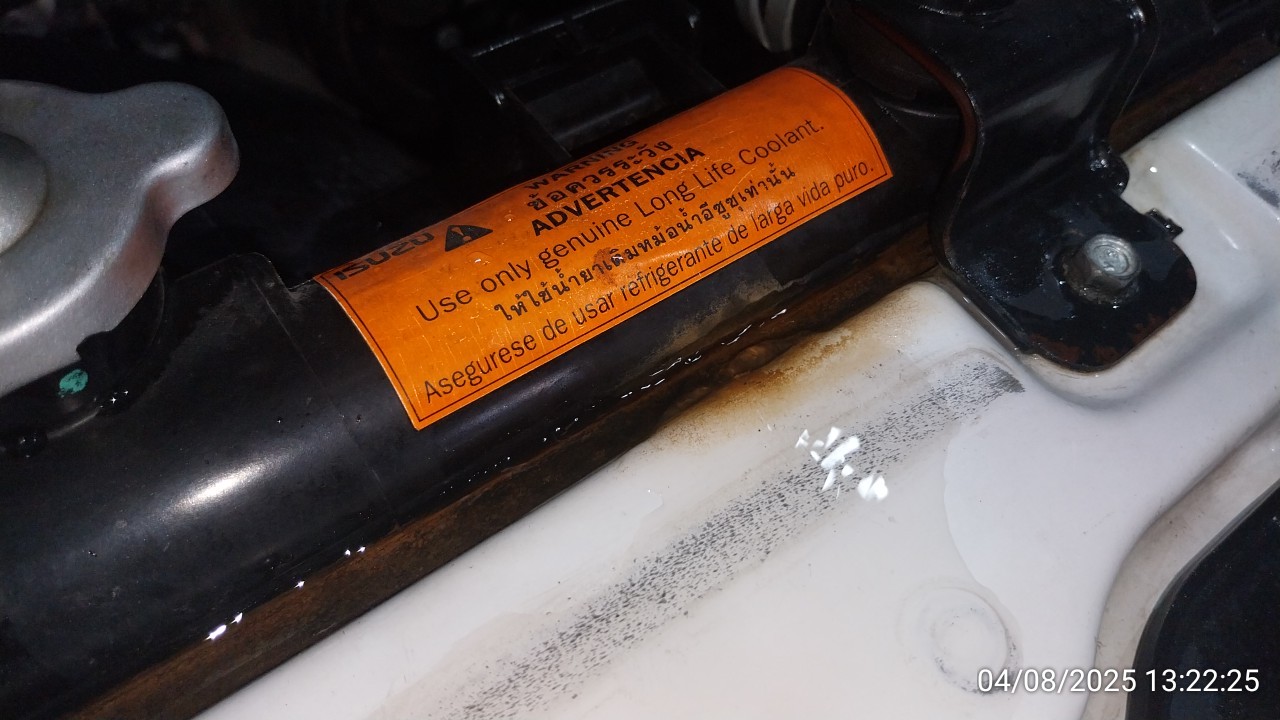 WARNING
ข้อควรระวัง
ISUZU ADVERTENCIA
Use only genuine Long Life Coolant.
ให้ใช้น้ำยาเติมหม้อน้ำอีซูซุเท่านั้น
Asegurese de usar refrigerante de larga vida puro.
04/08/2025 13:22:25